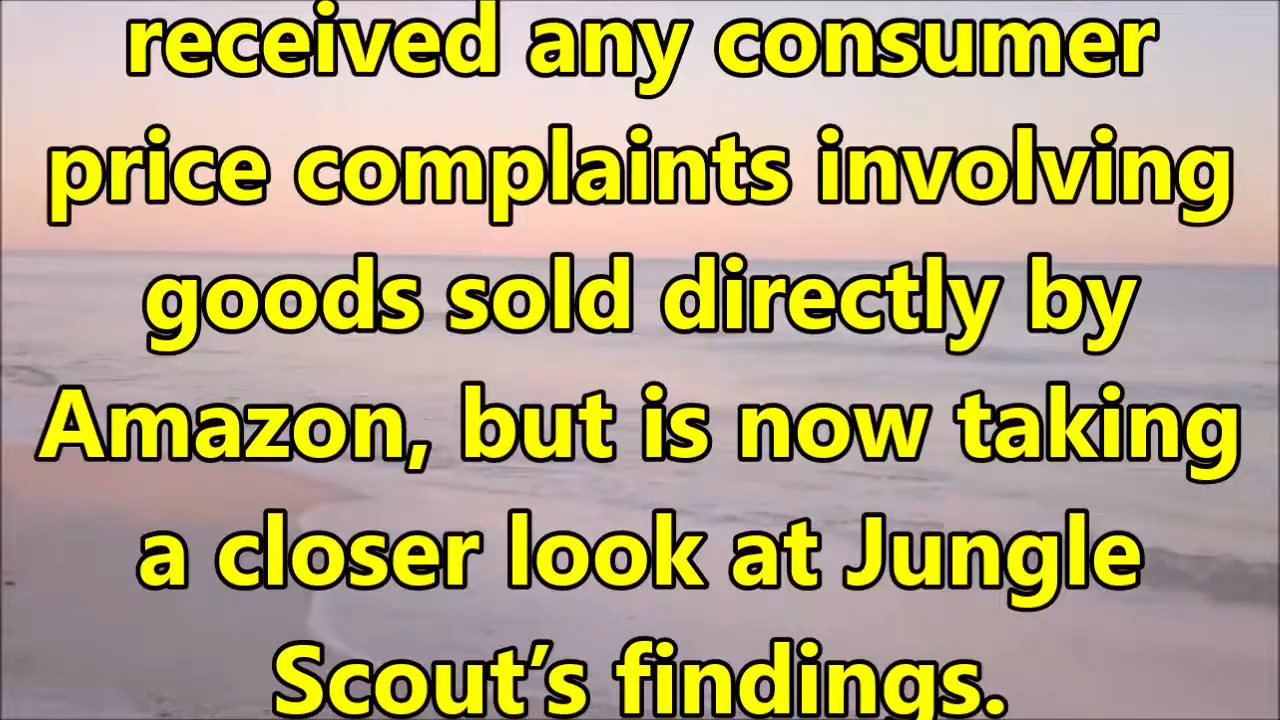 received any consumer
price complaints involving
goods sold directly by
Amazon, but is now taking
a closer look at Jungle
Scout’s findings.